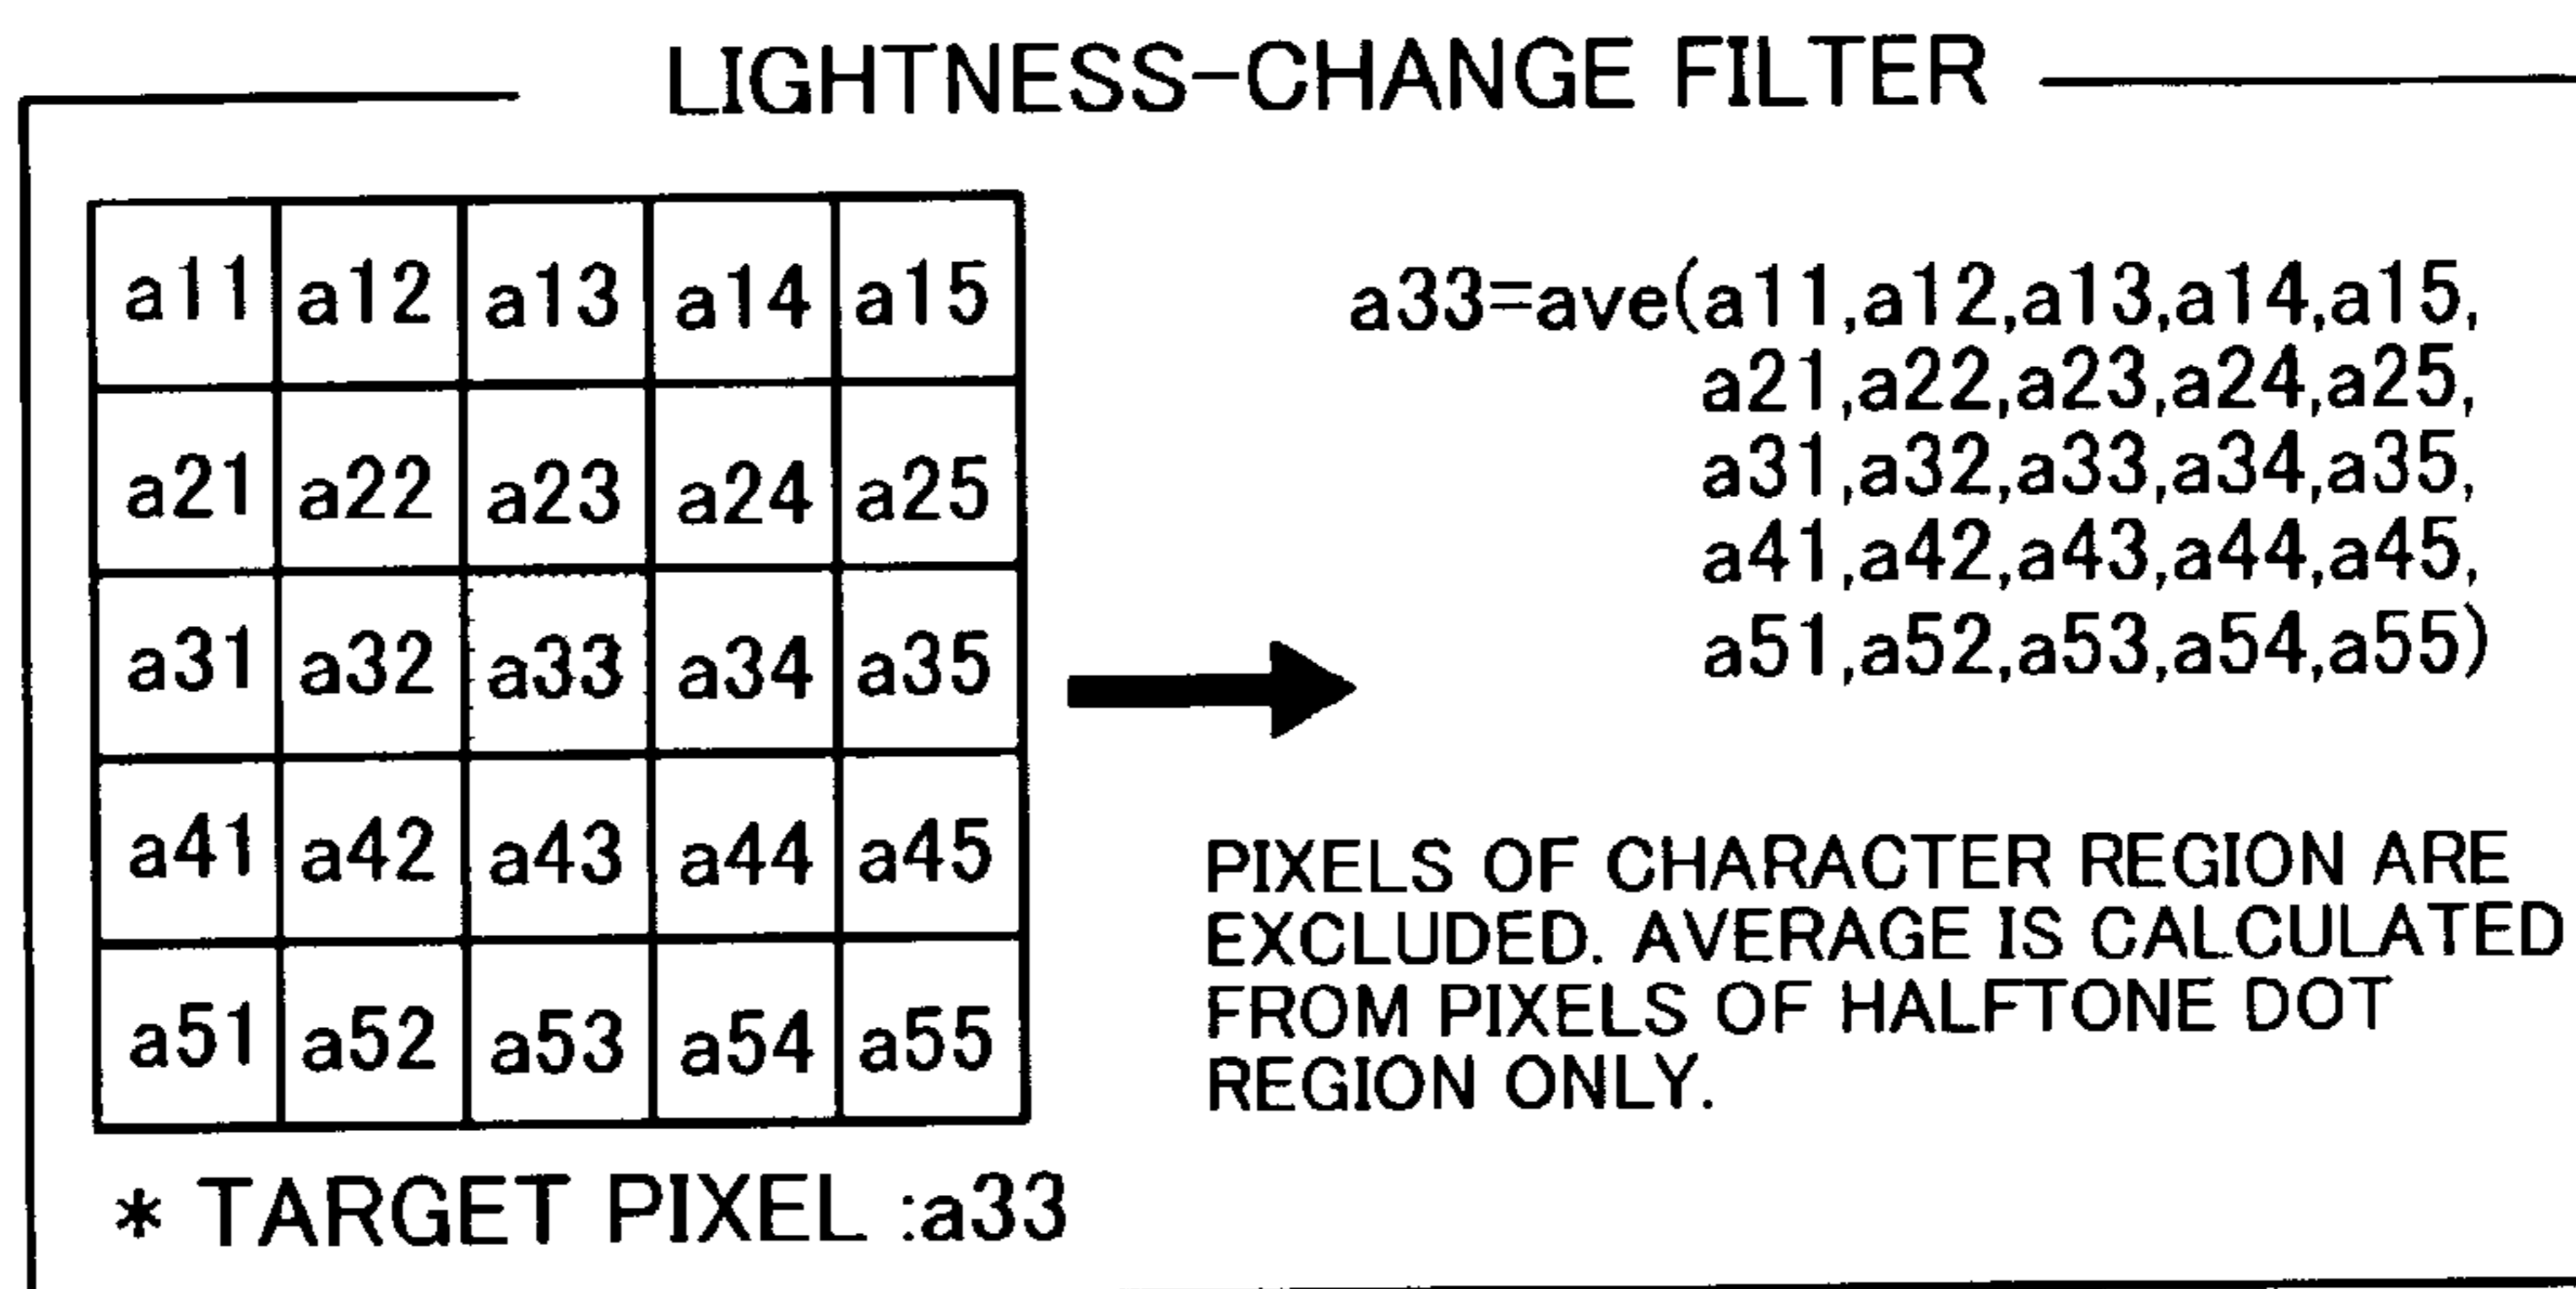 LIGHTNESS-CHANGE FILTER
a11 a12 a13 a14 a15
a21 a22 a23 a24 a25
a31 a32 a33 a34 a35
a41 a42 a43 a44 a45
a51 a52 a53 a54 a55
* TARGET PIXEL :a33
a33=ave(a11,a12,a13,a14,a15,
a21,a22,a23,a24,a25,
a31,a32,a33,a34,a35,
a41,a42,a43,a44,a45,
a51,a52,a53,a54,a55)
PIXELS OF CHARACTER REGION ARE
EXCLUDED. AVERAGE IS CALCULATED
FROM PIXELS OF HALFTONE DOT
REGION ONLY.